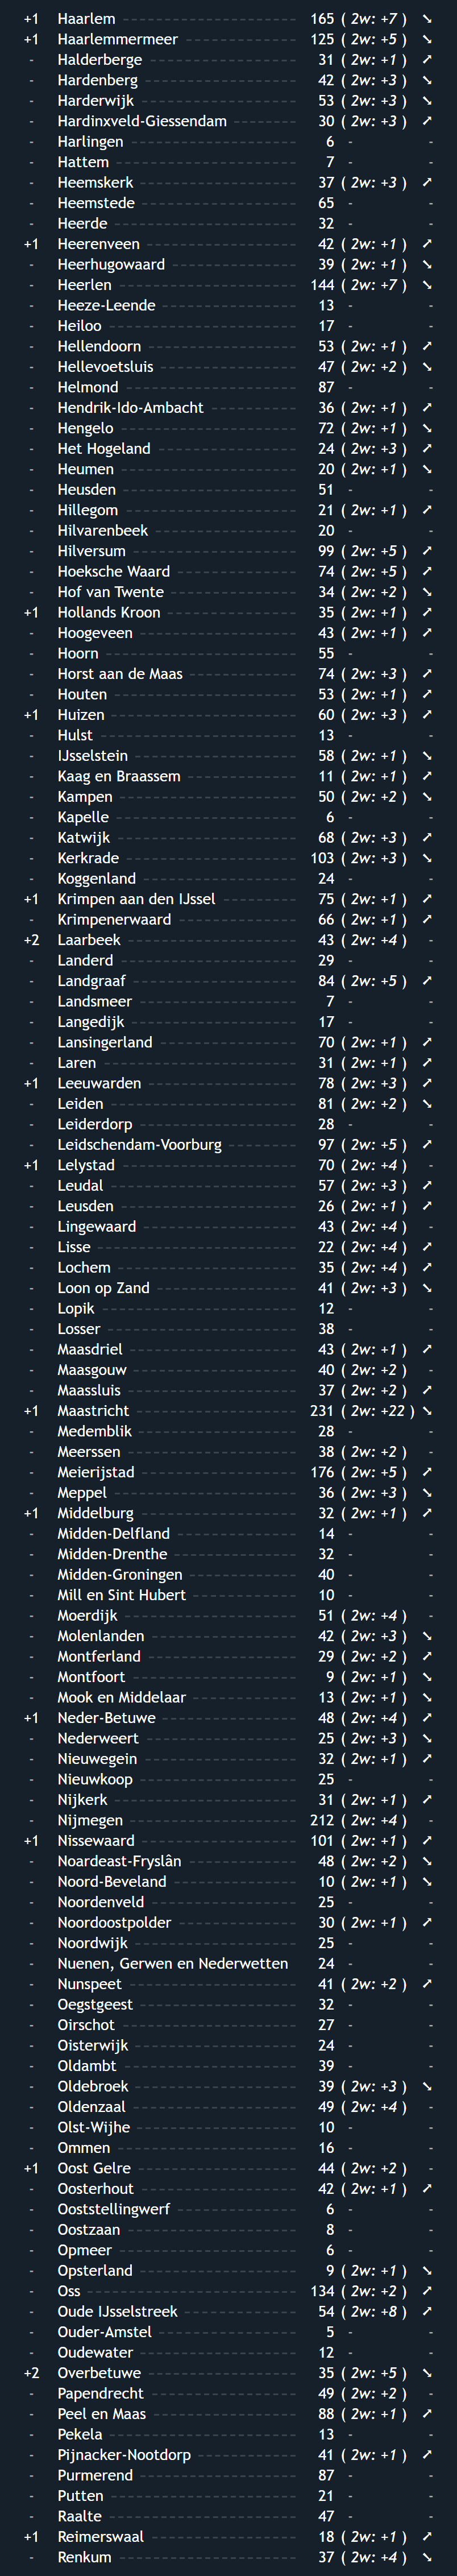 +1 Haarlem 165 ( 2w: +7 ) ➘
+1 Haarlemmermeer 125 ( 2w: +5 ) ➘
- Halderberge 31 ( 2w: +1 ) ➚
- Hardenberg 42 ( 2w: +3 ) ➘
- Harderwijk 53 ( 2w: +3 ) ➘
- Hardinxveld-Giessendam 30 ( 2w: +3 ) ➚
- Harlingen 6 - -
- Hattem 7 - -
- Heemskerk 37 ( 2w: +3 ) ➚
- Heemstede 65 - -
- Heerde 32 - -
+1 Heerenveen 42 ( 2w: +1 ) ➚
- Heerhugowaard 39 ( 2w: +1 ) ➘
- Heerlen 144 ( 2w: +7 ) ➘
- Heeze-Leende 13 - -
- Heiloo 17 - -
- Hellendoorn 53 ( 2w: +1 ) ➚
- Hellevoetsluis 47 ( 2w: +2 ) ➘
- Helmond 87 - -
- Hendrik-Ido-Ambacht 36 ( 2w: +1 ) ➚
- Hengelo 72 ( 2w: +1 ) ➘
- Het Hogeland 24 ( 2w: +3 ) ➚
- Heumen 20 ( 2w: +1 ) ➘
- Heusden 51 - -
- Hillegom 21 ( 2w: +1 ) ➚
- Hilvarenbeek 20 - -
- Hilversum 99 ( 2w: +5 ) ➚
- Hoeksche Waard 74 ( 2w: +5 ) ➚
- Hof van Twente 34 ( 2w: +2 ) ➘
+1 Hollands Kroon 35 ( 2w: +1 ) ➚
- Hoogeveen 43 ( 2w: +1 ) ➚
- Hoorn 55 - -
- Horst aan de Maas 74 ( 2w: +3 ) ➚
- Houten 53 ( 2w: +1 ) ➚
+1 Huizen 60 ( 2w: +3 ) ➚
- Hulst 13 - -
- IJsselstein 58 ( 2w: +1 ) ➘
- Kaag en Braassem 11 ( 2w: +1 ) ➚
- Kampen 50 ( 2w: +2 ) ➘
- Kapelle 6 - -
- Katwijk 68 ( 2w: +3 ) ➚
- Kerkrade 103 ( 2w: +3 ) ➘
- Koggenland 24 - -
+1 Krimpen aan den IJssel 75 ( 2w: +1 ) ➚
- Krimpenerwaard 66 ( 2w: +1 ) ➚
+2 Laarbeek 43 ( 2w: +4 ) -
- Landerd 29 - -
- Landgraaf 84 ( 2w: +5 ) ➚
- Landsmeer 7 - -
- Langedijk 17 - -
- Lansingerland 70 ( 2w: +1 ) ➚
- Laren 31 ( 2w: +1 ) ➚
+1 Leeuwarden 78 ( 2w: +3 ) ➚
- Leiden 81 ( 2w: +2 ) ➘
- Leiderdorp 28 - -
- Leidschendam-Voorburg 97 ( 2w: +5 ) ➚
+1 Lelystad 70 ( 2w: +4 ) -
- Leudal 57 ( 2w: +3 ) ➚
- Leusden 26 ( 2w: +1 ) ➚
- Lingewaard 43 ( 2w: +4 ) -
- Lisse 22 ( 2w: +4 ) ➚
- Lochem 35 ( 2w: +4 ) ➚
- Loon op Zand 41 ( 2w: +3 ) ➘
- Lopik 12 - -
- Losser 38 - -
- Maasdriel 43 ( 2w: +1 ) ➚
- Maasgouw 40 ( 2w: +2 ) -
- Maassluis 37 ( 2w: +2 ) ➚
+1 Maastricht 231 ( 2w: +22 ) ➘
- Medemblik 28 - -
- Meerssen 38 ( 2w: +2 ) -
- Meierijstad 176 ( 2w: +5 ) ➚
- Meppel 36 ( 2w: +3 ) ➘
+1 Middelburg 32 ( 2w: +1 ) ➚
- Midden-Delfland 14 - -
- Midden-Drenthe 32 - -
- Midden-Groningen 40 - -
- Mill en Sint Hubert 10 - -
- Moerdijk 51 ( 2w: +4 ) -
- Molenlanden 42 ( 2w: +3 ) ➘
- Montferland 29 ( 2w: +2 ) ➚
- Montfoort 9 ( 2w: +1 ) ➘
- Mook en Middelaar 13 ( 2w: +1 ) ➘
+1 Neder-Betuwe 48 ( 2w: +4 ) ➚
- Nederweert 25 ( 2w: +3 ) ➘
- Nieuwegein 32 ( 2w: +1 ) ➚
- Nieuwkoop 25 - -
- Nijkerk 31 ( 2w: +1 ) ➚
- Nijmegen 212 ( 2w: +4 ) -
+1 Nissewaard 101 ( 2w: +1 ) ➚
- Noardeast-Fryslân 48 ( 2w: +2 ) ➘
- Noord-Beveland 10 ( 2w: +1 ) ➘
- Noordenveld 25 - -
- Noordoostpolder 30 ( 2w: +1 ) ➚
- Noordwijk 25 - -
- Nuenen, Gerwen en Nederwetten 24 - -
- Nunspeet 41 ( 2w: +2 ) ➚
- Oegstgeest 32 - -
- Oirschot 27 - -
- Oisterwijk 24 - -
- Oldambt 39 - -
- Oldebroek 39 ( 2w: +3 ) ➘
- Oldenzaal 49 ( 2w: +4 ) -
- Olst-Wijhe 10 - -
- Ommen 16 - -
+1 Oost Gelre 44 ( 2w: +2 ) -
- Oosterhout 42 ( 2w: +1 ) ➚
- Ooststellingwerf 6 - -
- Oostzaan 8 - -
- Opmeer 6 - -
- Opsterland 9 ( 2w: +1 ) ➘
- Oss 134 ( 2w: +2 ) ➚
- Oude IJsselstreek 54 ( 2w: +8 ) ➚
- Ouder-Amstel 5 - -
- Oudewater 12 - -
+2 Overbetuwe 35 ( 2w: +5 ) ➘
- Papendrecht 49 ( 2w: +2 ) -
- Peel en Maas 88 ( 2w: +1 ) ➚
- Pekela 13 - -
- Pijnacker-Nootdorp 41 ( 2w: +1 ) ➚
- Purmerend 87 - -
- Putten 21 - -
- Raalte 47 - -
+1 Reimerswaal 18 ( 2w: +1 ) ➚
- Renkum 37 ( 2w: +4 ) ➘